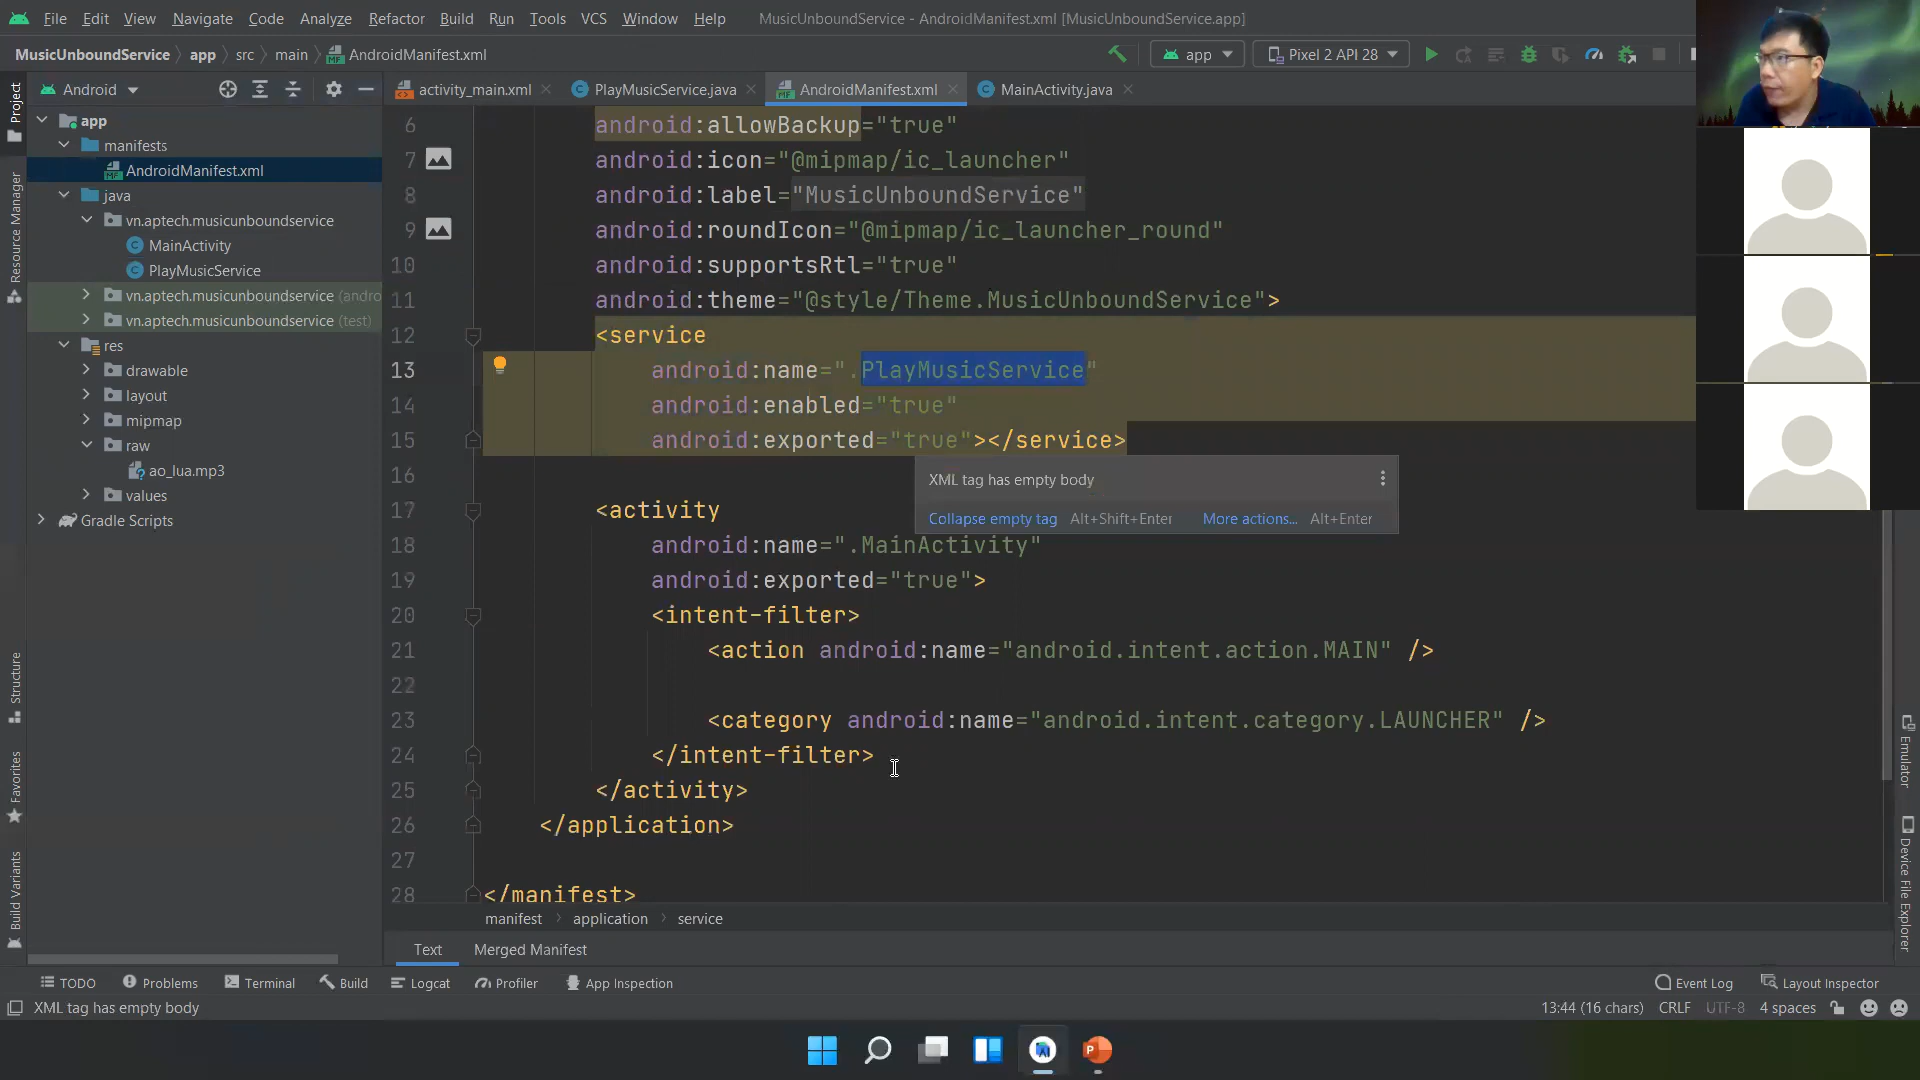 File Edit View Navigate Code Analyze Refactor Build Run Tools VCS Window Help MusicUnboundService - AndroidManifest.xml [MusicUnboundService.app]
MusicUnboundService app src main AndroidManifest.xml app Pixel 2 API 28
Android
activity_main.xml PlayMusicService.java AndroidManifest.xml MainActivity.java
Project
Resource Manager
Structure
Favorites
Build Variants
app
manifests
AndroidManifest.xml
java
vn.aptech.musicunboundservice
MainActivity
PlayMusicService
vn.aptech.musicunboundservice (andro
vn.aptech.musicunboundservice (test)
res
drawable
layout
mipmap
raw
ao_lua.mp3
values
Gradle Scripts
6 android:allowBackup="true"
7 android:icon="@mipmap/ic_launcher"
8 android:label="MusicUnboundService"
9 android:roundIcon="@mipmap/ic_launcher_round"
10 android:supportsRtl="true"
11 android:theme="@style/Theme.MusicUnboundService">
12 <service
13 android:name=".PlayMusicService"
14 android:enabled="true"
15 android:exported="true"></service>
16
XML tag has empty body
Collapse empty tag Alt+Shift+Enter More actions... Alt+Enter
17 <activity
18 android:name=".MainActivity"
19 android:exported="true">
20 <intent-filter>
21 <action android:name="android.intent.action.MAIN" />
22
23 <category android:name="android.intent.category.LAUNCHER" />
24 </intent-filter>
25 </activity>
26 </application>
27
28 </manifest>
manifest application service
Text Merged Manifest
Emulator
Device File Explorer
TODO Problems Terminal Build Logcat Profiler App Inspection Event Log Layout Inspector
XML tag has empty body 13:44 (16 chars) CRLF UTF-8 4 spaces